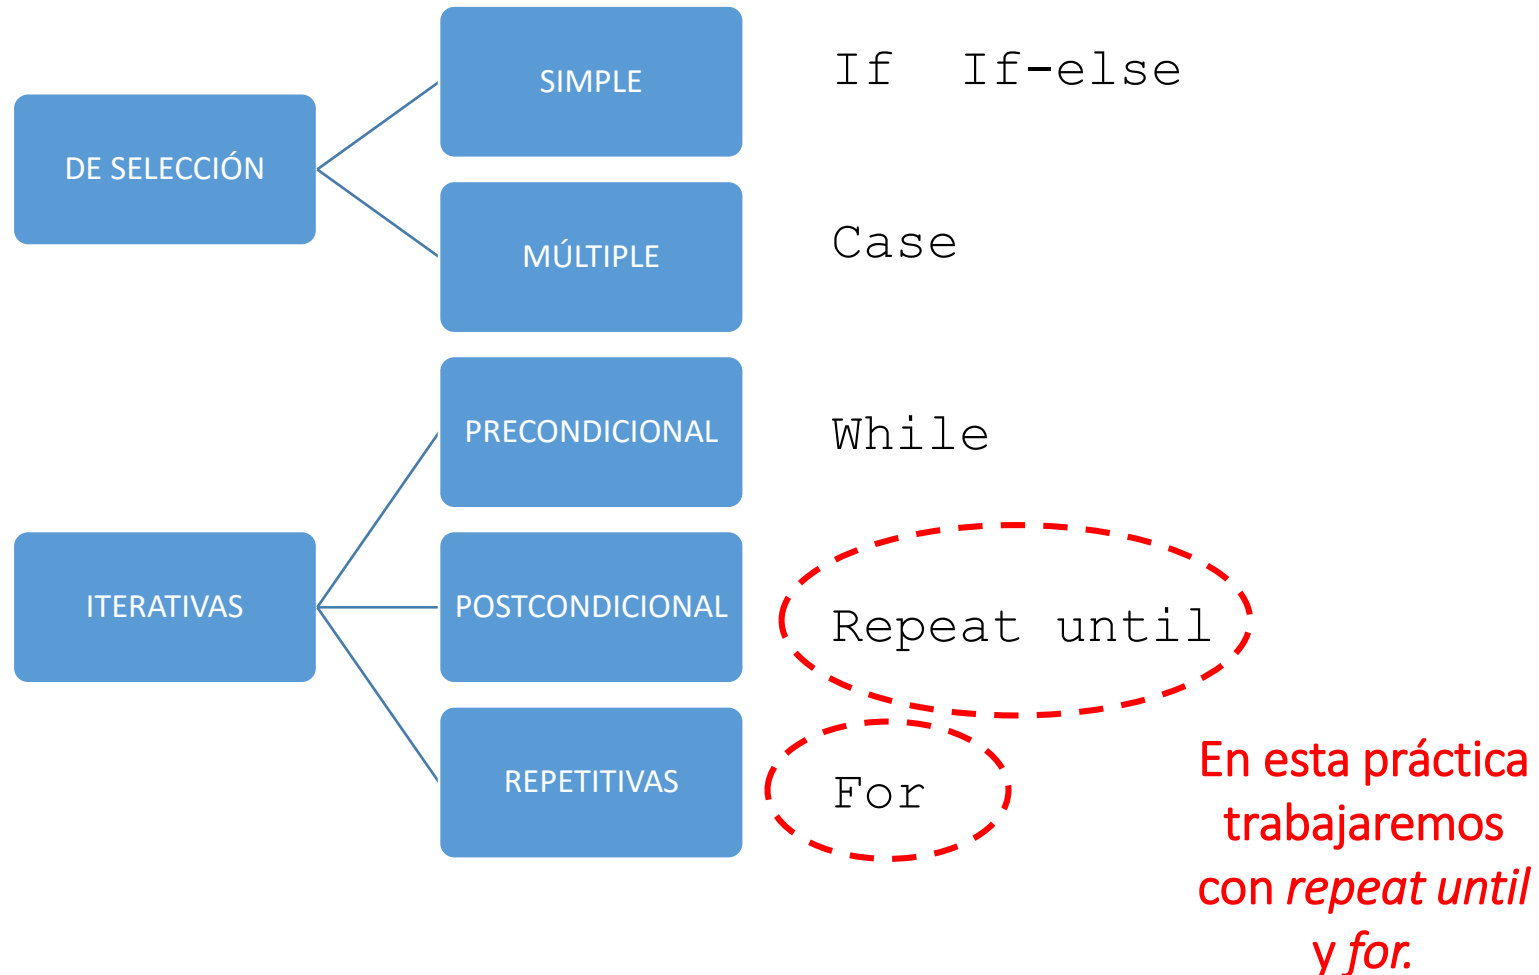 SIMPLE
If If-else
DE SELECCIÓN
MÚLTIPLE
Case
PRECONDICIONAL
While
ITERATIVAS
POSTCONDICIONAL
Repeat until
REPETITIVAS
For
En esta práctica
trabajaremos
con repeat until
y for.